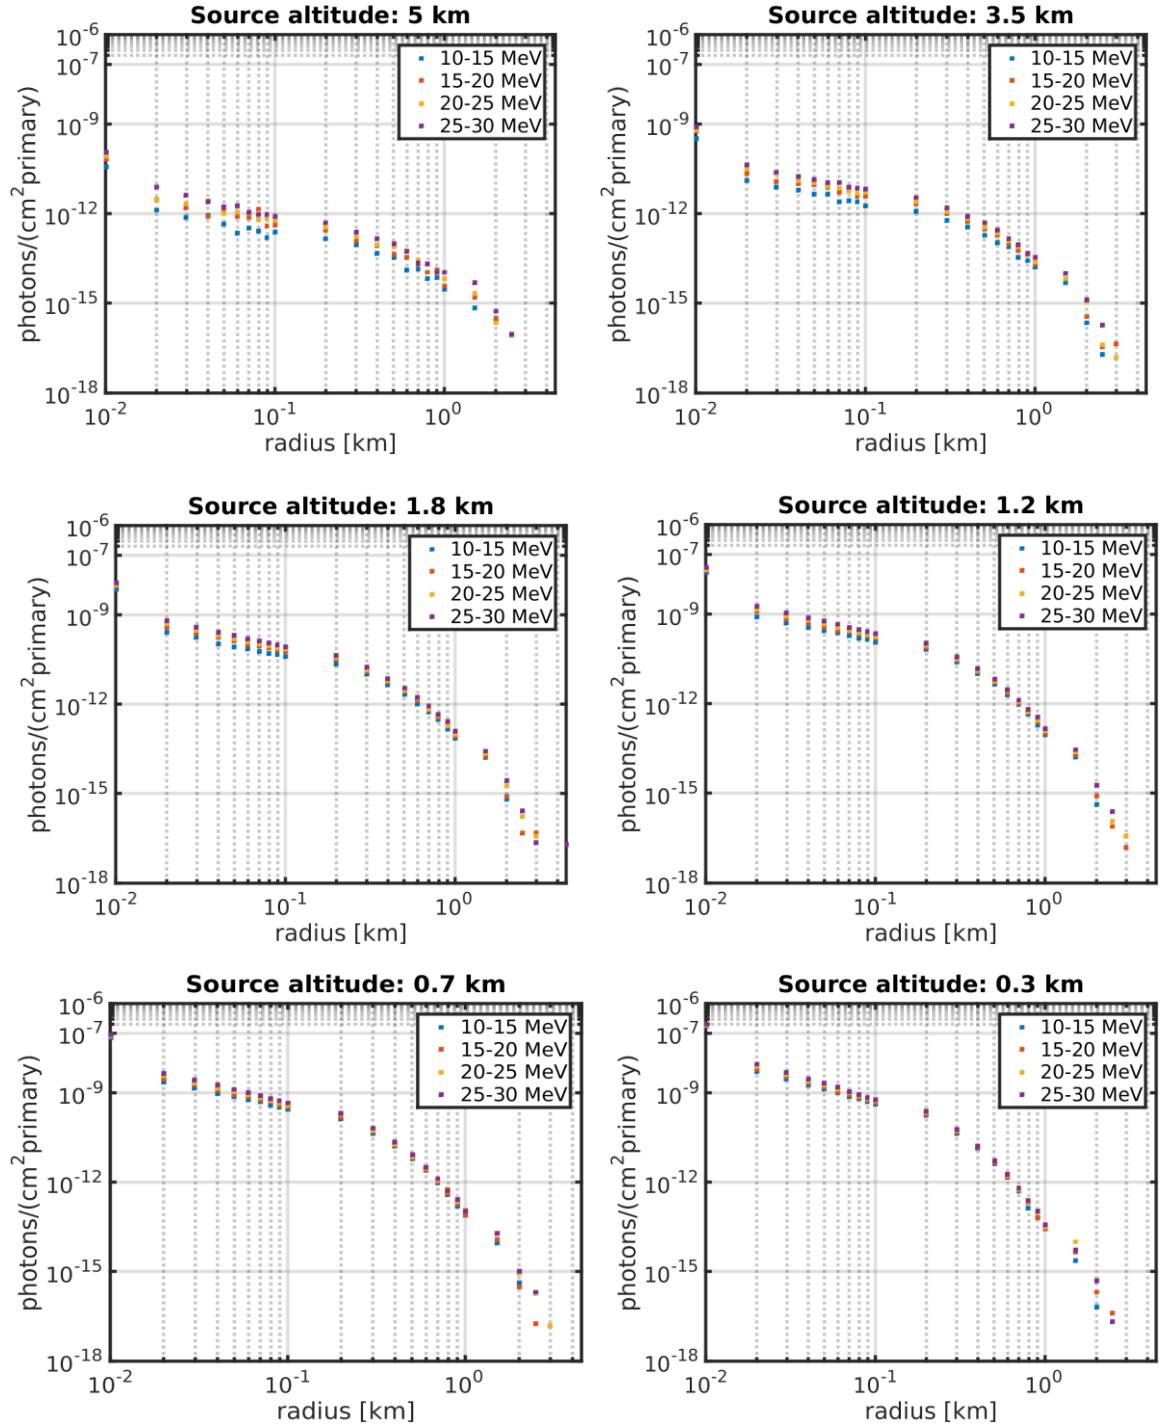 Source altitude: 5 km
10^-6
10^-7
10^-9
10^-12
10^-15
10^-18
photons/(cm^2 primary)
10-15 MeV
15-20 MeV
20-25 MeV
25-30 MeV
10^-2
10^-1
10^0
radius [km]
Source altitude: 3.5 km
10^-6
10^-7
10^-9
10^-12
10^-15
10^-18
photons/(cm^2 primary)
10-15 MeV
15-20 MeV
20-25 MeV
25-30 MeV
10^-2
10^-1
10^0
radius [km]
Source altitude: 1.8 km
10^-6
10^-7
10^-9
10^-12
10^-15
10^-18
photons/(cm^2 primary)
10-15 MeV
15-20 MeV
20-25 MeV
25-30 MeV
10^-2
10^-1
10^0
radius [km]
Source altitude: 1.2 km
10^-6
10^-7
10^-9
10^-12
10^-15
10^-18
photons/(cm^2 primary)
10-15 MeV
15-20 MeV
20-25 MeV
25-30 MeV
10^-2
10^-1
10^0
radius [km]
Source altitude: 0.7 km
10^-6
10^-7
10^-9
10^-12
10^-15
10^-18
photons/(cm^2 primary)
10-15 MeV
15-20 MeV
20-25 MeV
25-30 MeV
10^-2
10^-1
10^0
radius [km]
Source altitude: 0.3 km
10^-6
10^-7
10^-9
10^-12
10^-15
10^-18
photons/(cm^2 primary)
10-15 MeV
15-20 MeV
20-25 MeV
25-30 MeV
10^-2
10^-1
10^0
radius [km]